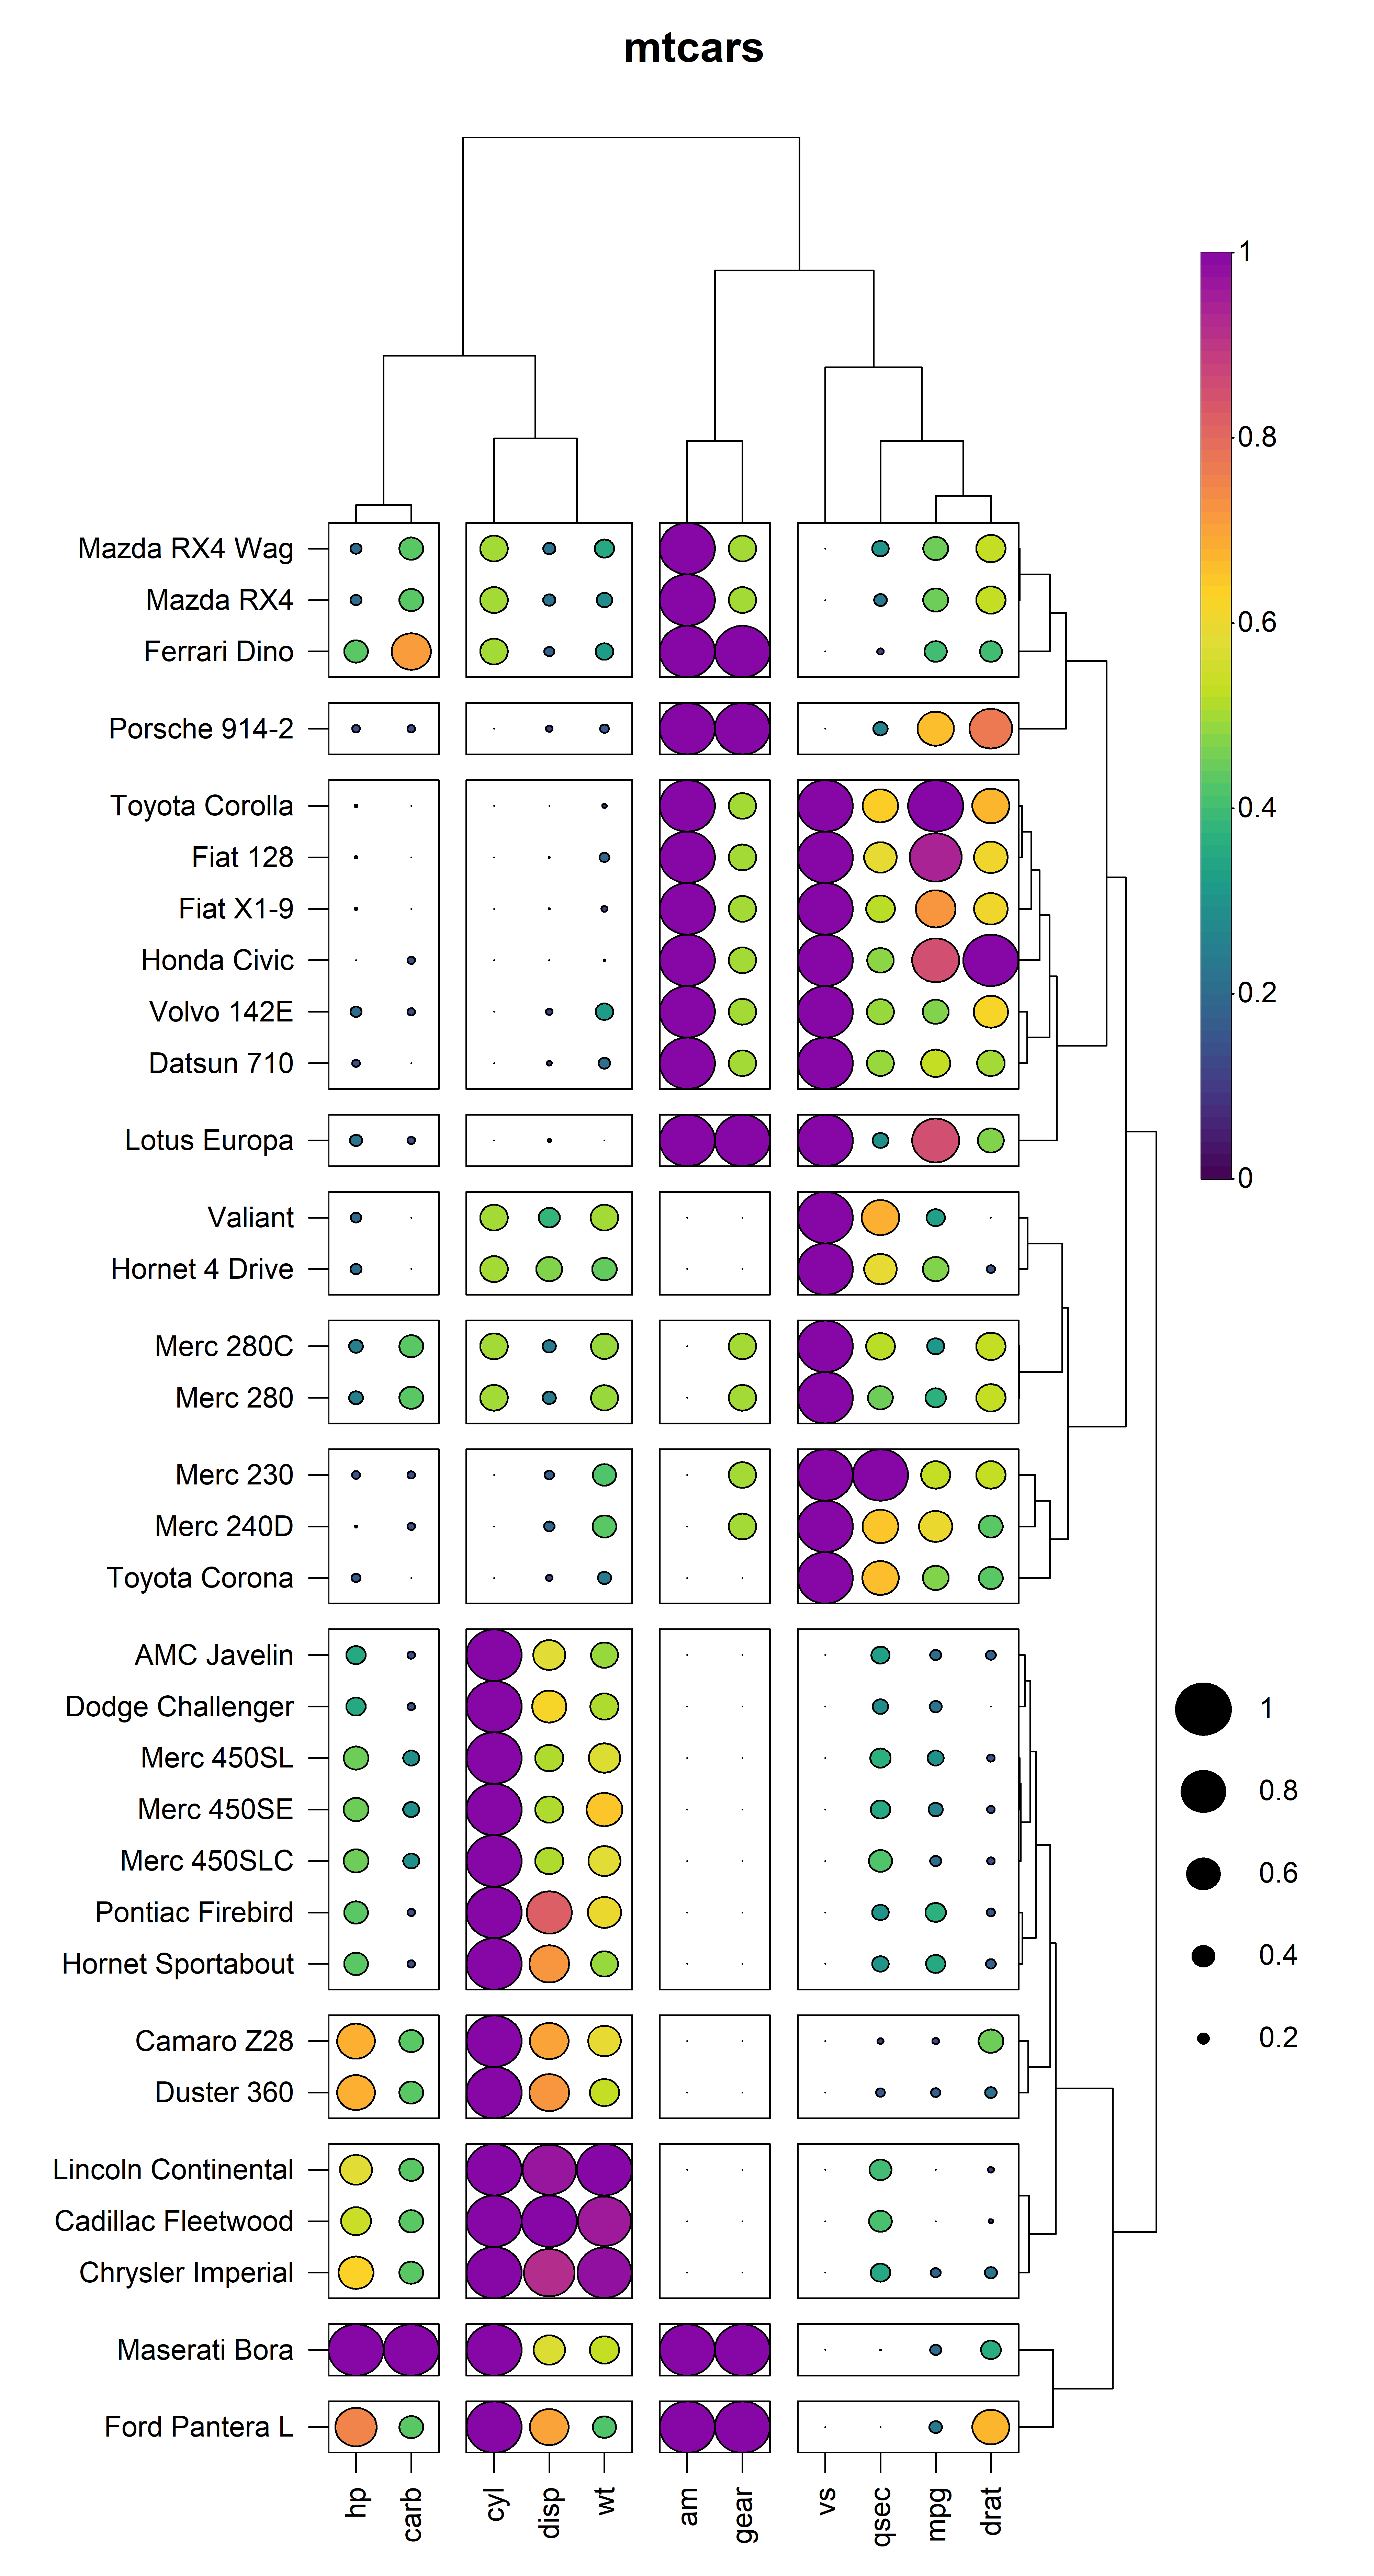 mtcars
1
0.8
0.6
0.4
0.2
0
Mazda RX4 Wag
Mazda RX4
Ferrari Dino
Porsche 914-2
Toyota Corolla
Fiat 128
Fiat X1-9
Honda Civic
Volvo 142E
Datsun 710
Lotus Europa
Valiant
Hornet 4 Drive
Merc 280C
Merc 280
Merc 230
Merc 240D
Toyota Corona
AMC Javelin
Dodge Challenger
Merc 450SL
Merc 450SE
Merc 450SLC
Pontiac Firebird
Hornet Sportabout
Camaro Z28
Duster 360
Lincoln Continental
Cadillac Fleetwood
Chrysler Imperial
Maserati Bora
Ford Pantera L
1
0.8
0.6
0.4
0.2
hp
carb
cyl
disp
wt
am
gear
vs
qsec
mpg
drat